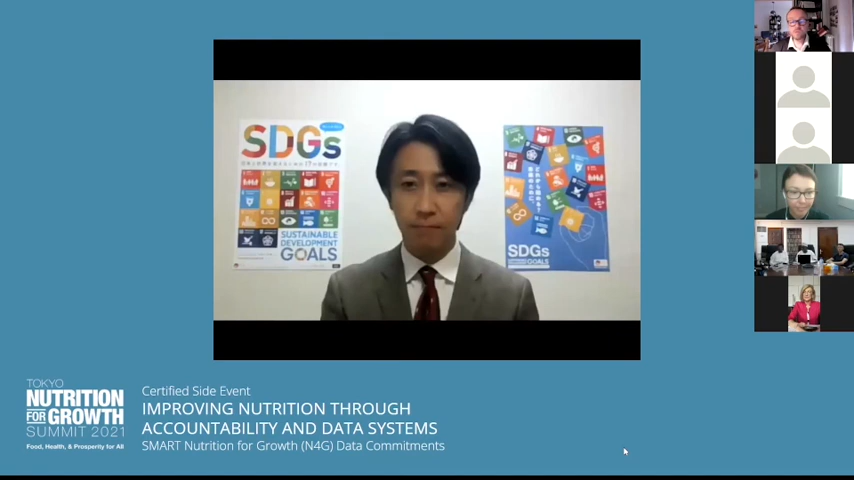 SDGs
SUSTAINABLE
DEVELOPMENT
GOALS
SDGs
GOALS
TOKYO
NUTRITION
FOR GROWTH
SUMMIT 2021
Food, Health, & Prosperity for All
Certified Side Event
IMPROVING NUTRITION THROUGH
ACCOUNTABILITY AND DATA SYSTEMS
SMART Nutrition for Growth (N4G) Data Commitments